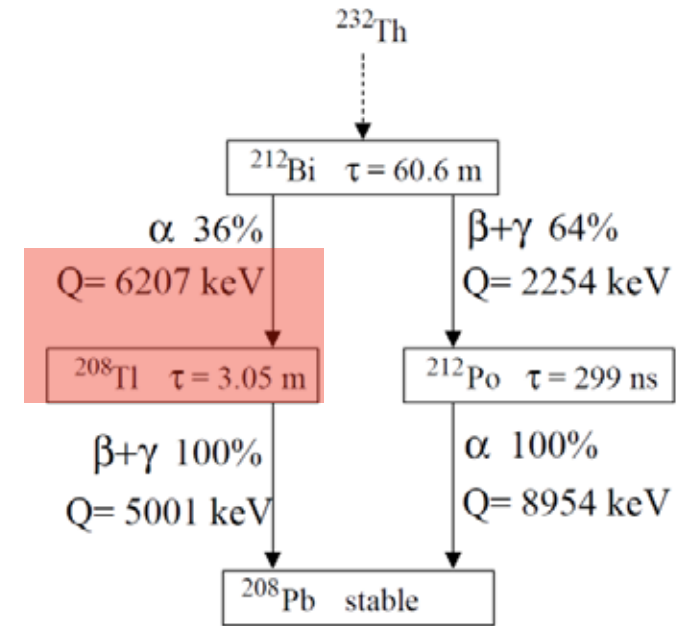 ²³²Th
²¹²Bi τ = 60.6 m
α 36%
β+γ 64%
Q= 6207 keV
Q= 2254 keV
²⁰⁸Tl τ = 3.05 m
²¹²Po τ = 299 ns
β+γ 100%
α 100%
Q= 5001 keV
Q= 8954 keV
²⁰⁸Pb stable